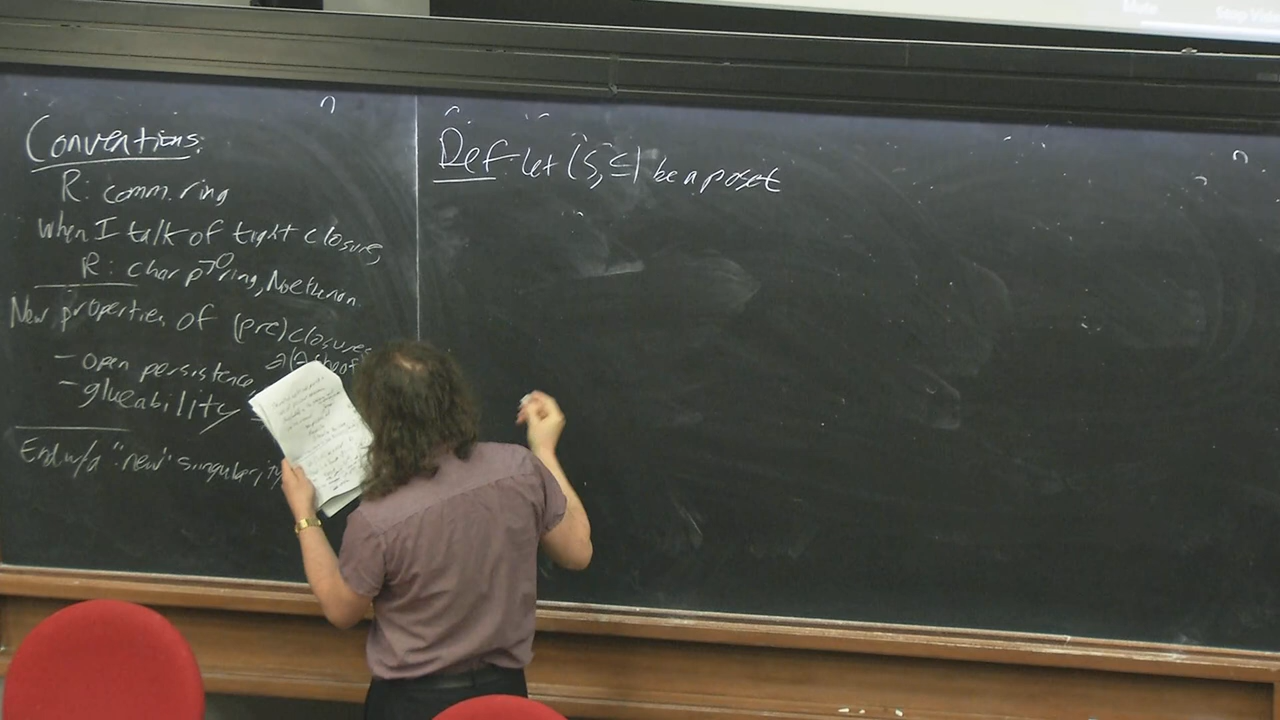 Conventions:
R: comm. ring
When I talk of tight closure,
R: char p>0 ring, Noetherian.
New properties of (pre)closures
- open persistence
- glueability
End w/a "new" singularity
Def - let (S, ≤) be a poset